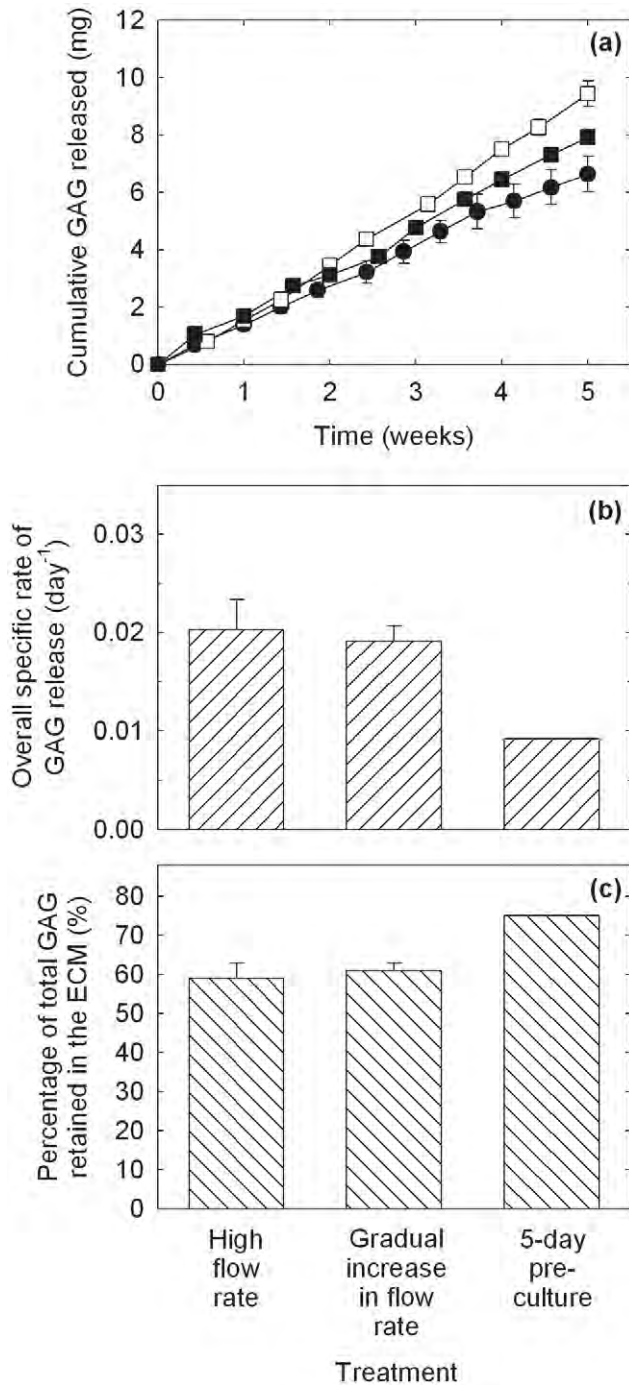 (a)
Cumulative GAG released (mg)
12
10
8
6
4
2
0
0 1 2 3 4 5
Time (weeks)
(b)
Overall specific rate of
GAG release (day⁻¹)
0.03
0.02
0.01
0.00
(c)
Percentage of total GAG
retained in the ECM (%)
80
70
60
50
40
30
20
10
0
High
flow
rate
Gradual
increase
in flow
rate
5-day
pre-
culture
Treatment